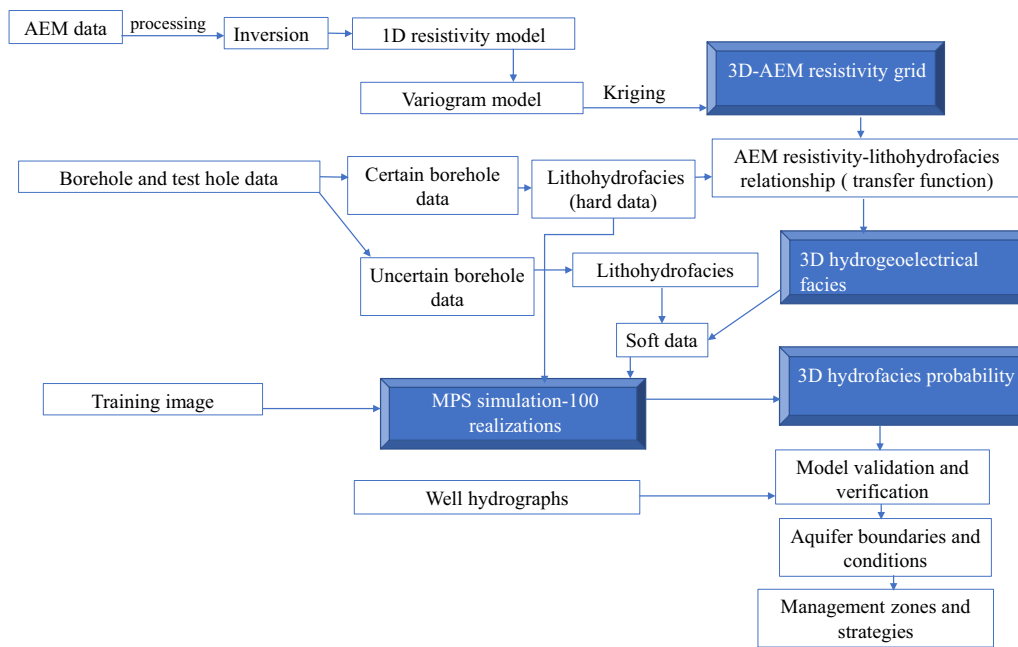 AEM data
processing
Inversion
1D resistivity model
3D-AEM resistivity grid
Variogram model
Kriging
AEM resistivity-lithohydrofacies
relationship ( transfer function)
Borehole and test hole data
Certain borehole
data
Lithohydrofacies
(hard data)
Uncertain borehole
data
Lithohydrofacies
3D hydrogeoelectrical
facies
Soft data
Training image
MPS simulation-100
realizations
3D hydrofacies probability
Model validation and
verification
Well hydrographs
Aquifer boundaries and
conditions
Management zones and
strategies